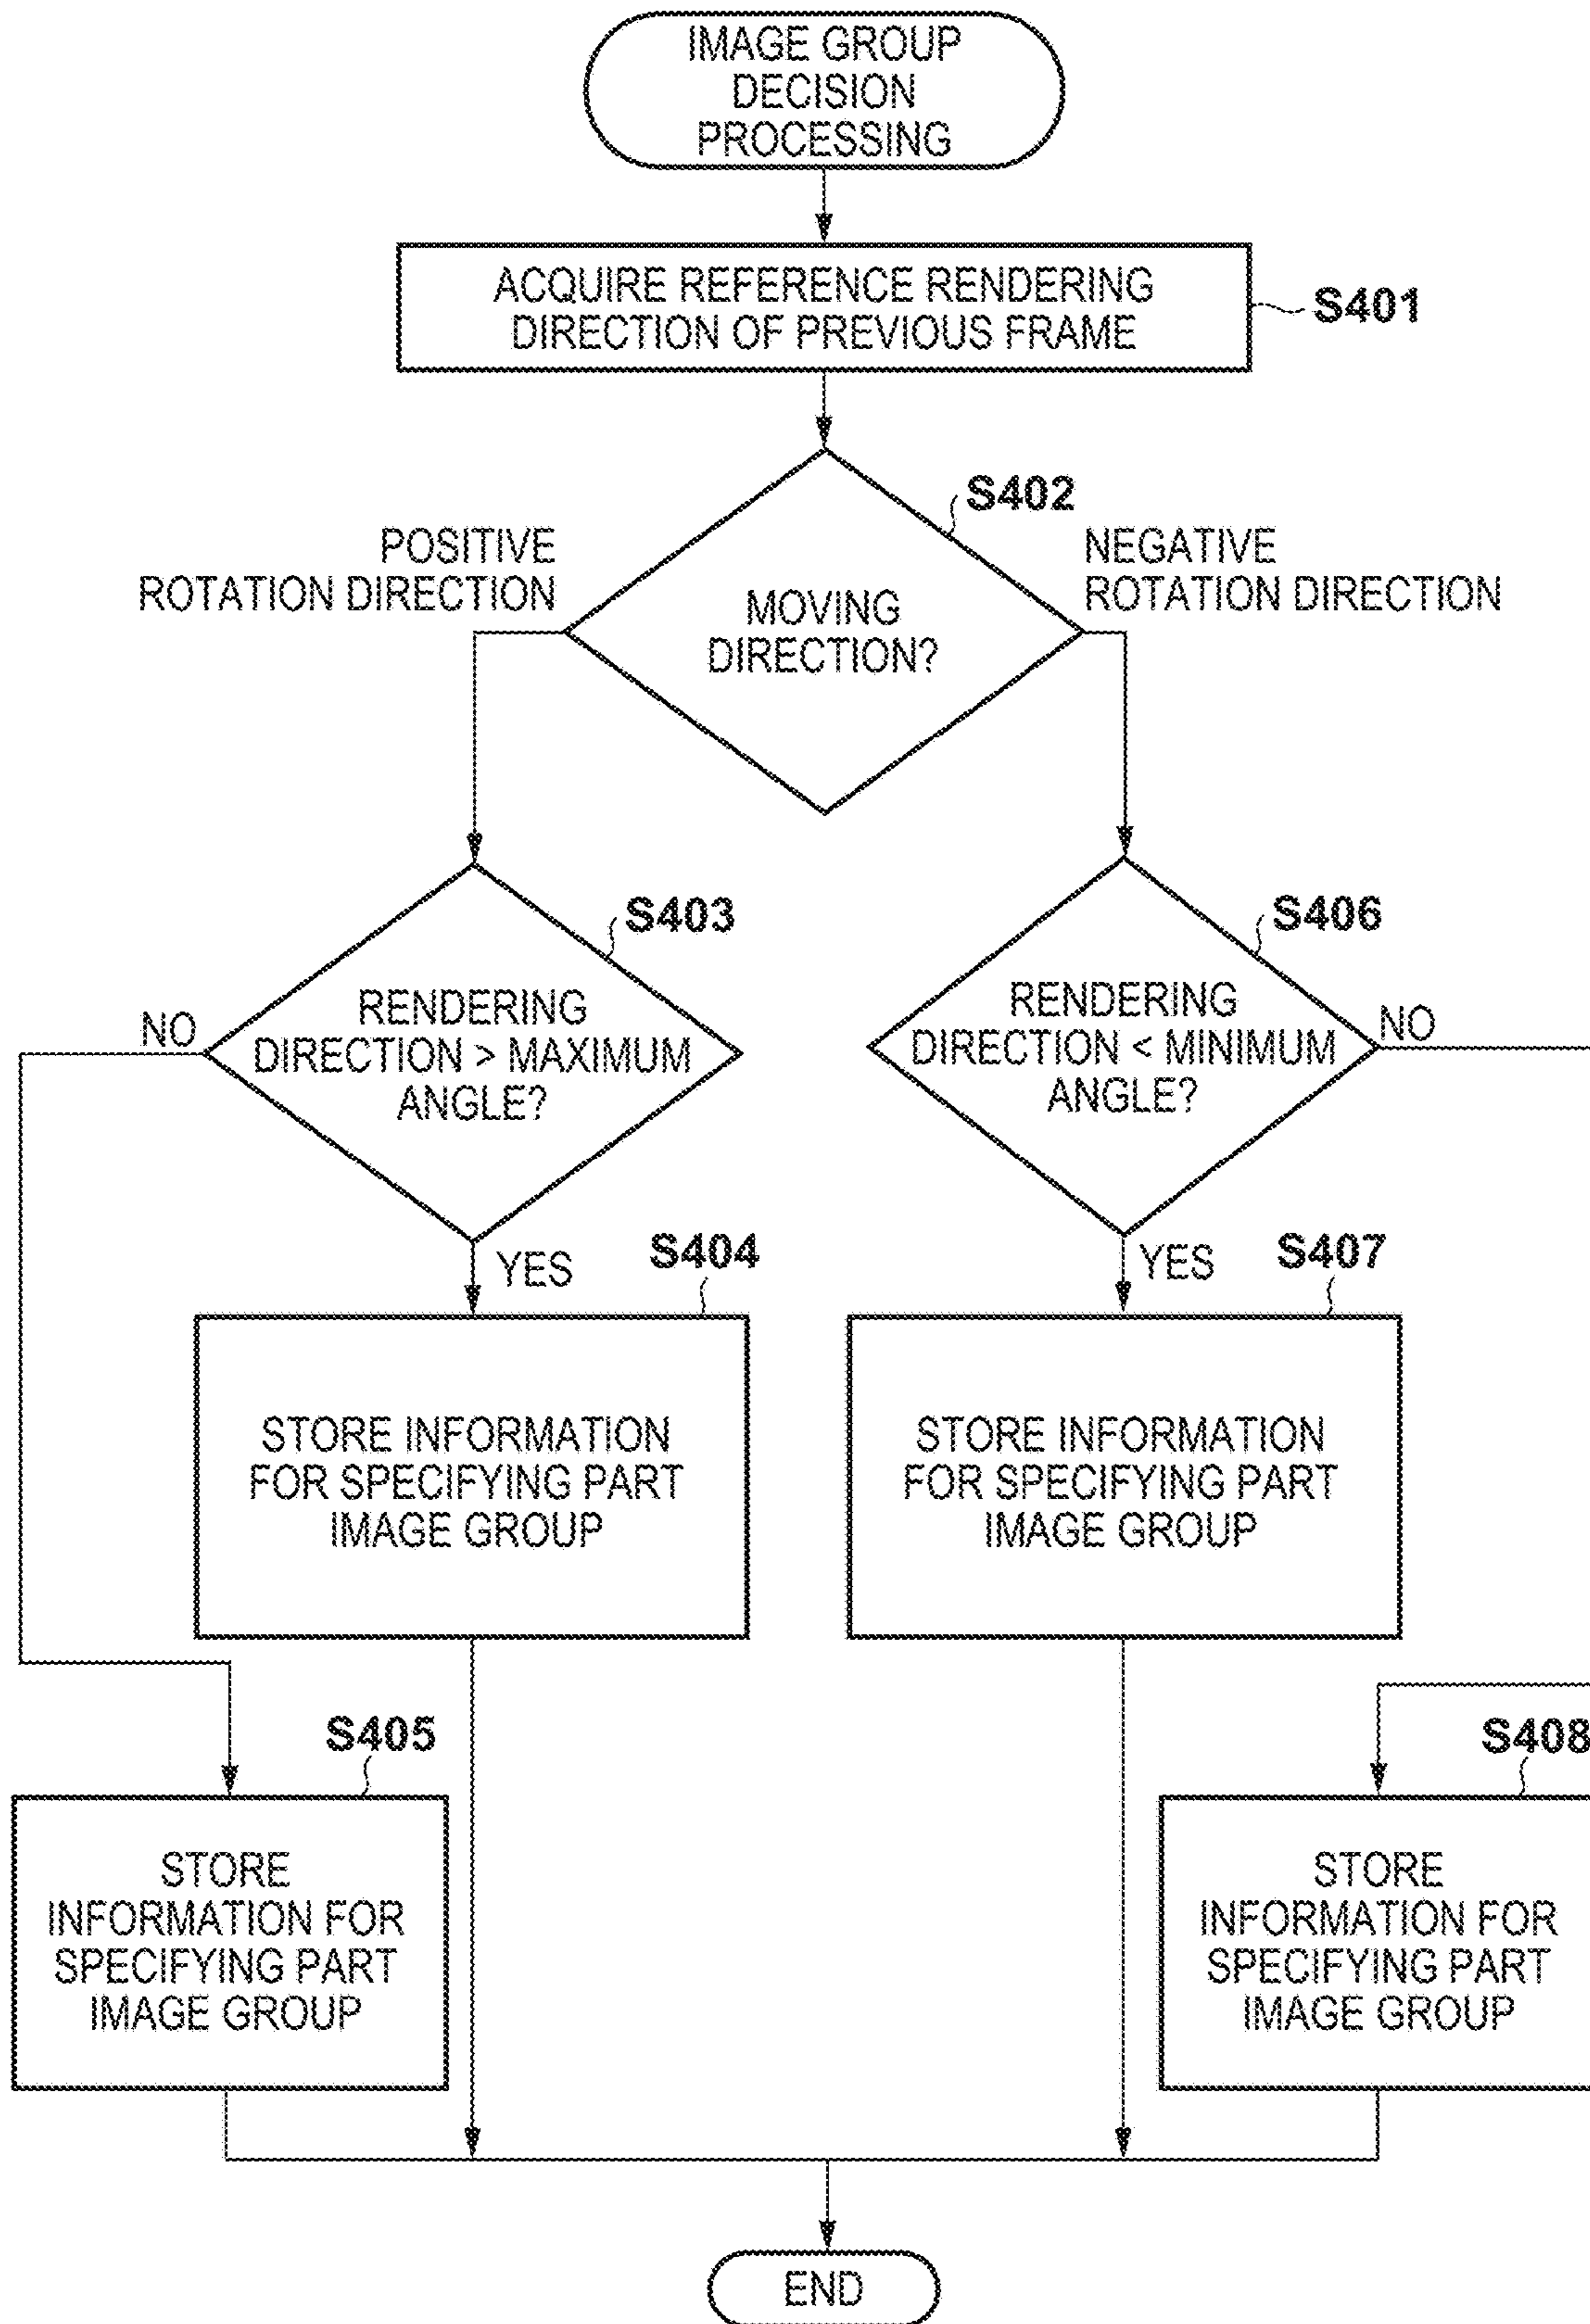 IMAGE GROUP
DECISION
PROCESSING
ACQUIRE REFERENCE RENDERING
DIRECTION OF PREVIOUS FRAME
S401
S402
POSITIVE
ROTATION DIRECTION
NEGATIVE
ROTATION DIRECTION
MOVING
DIRECTION?
S403
RENDERING
DIRECTION > MAXIMUM
ANGLE?
NO
YES
S406
RENDERING
DIRECTION < MINIMUM
ANGLE?
NO
YES
S404
STORE INFORMATION
FOR SPECIFYING PART
IMAGE GROUP
S407
STORE INFORMATION
FOR SPECIFYING PART
IMAGE GROUP
S405
STORE
INFORMATION FOR
SPECIFYING PART
IMAGE GROUP
S408
STORE
INFORMATION FOR
SPECIFYING PART
IMAGE GROUP
END